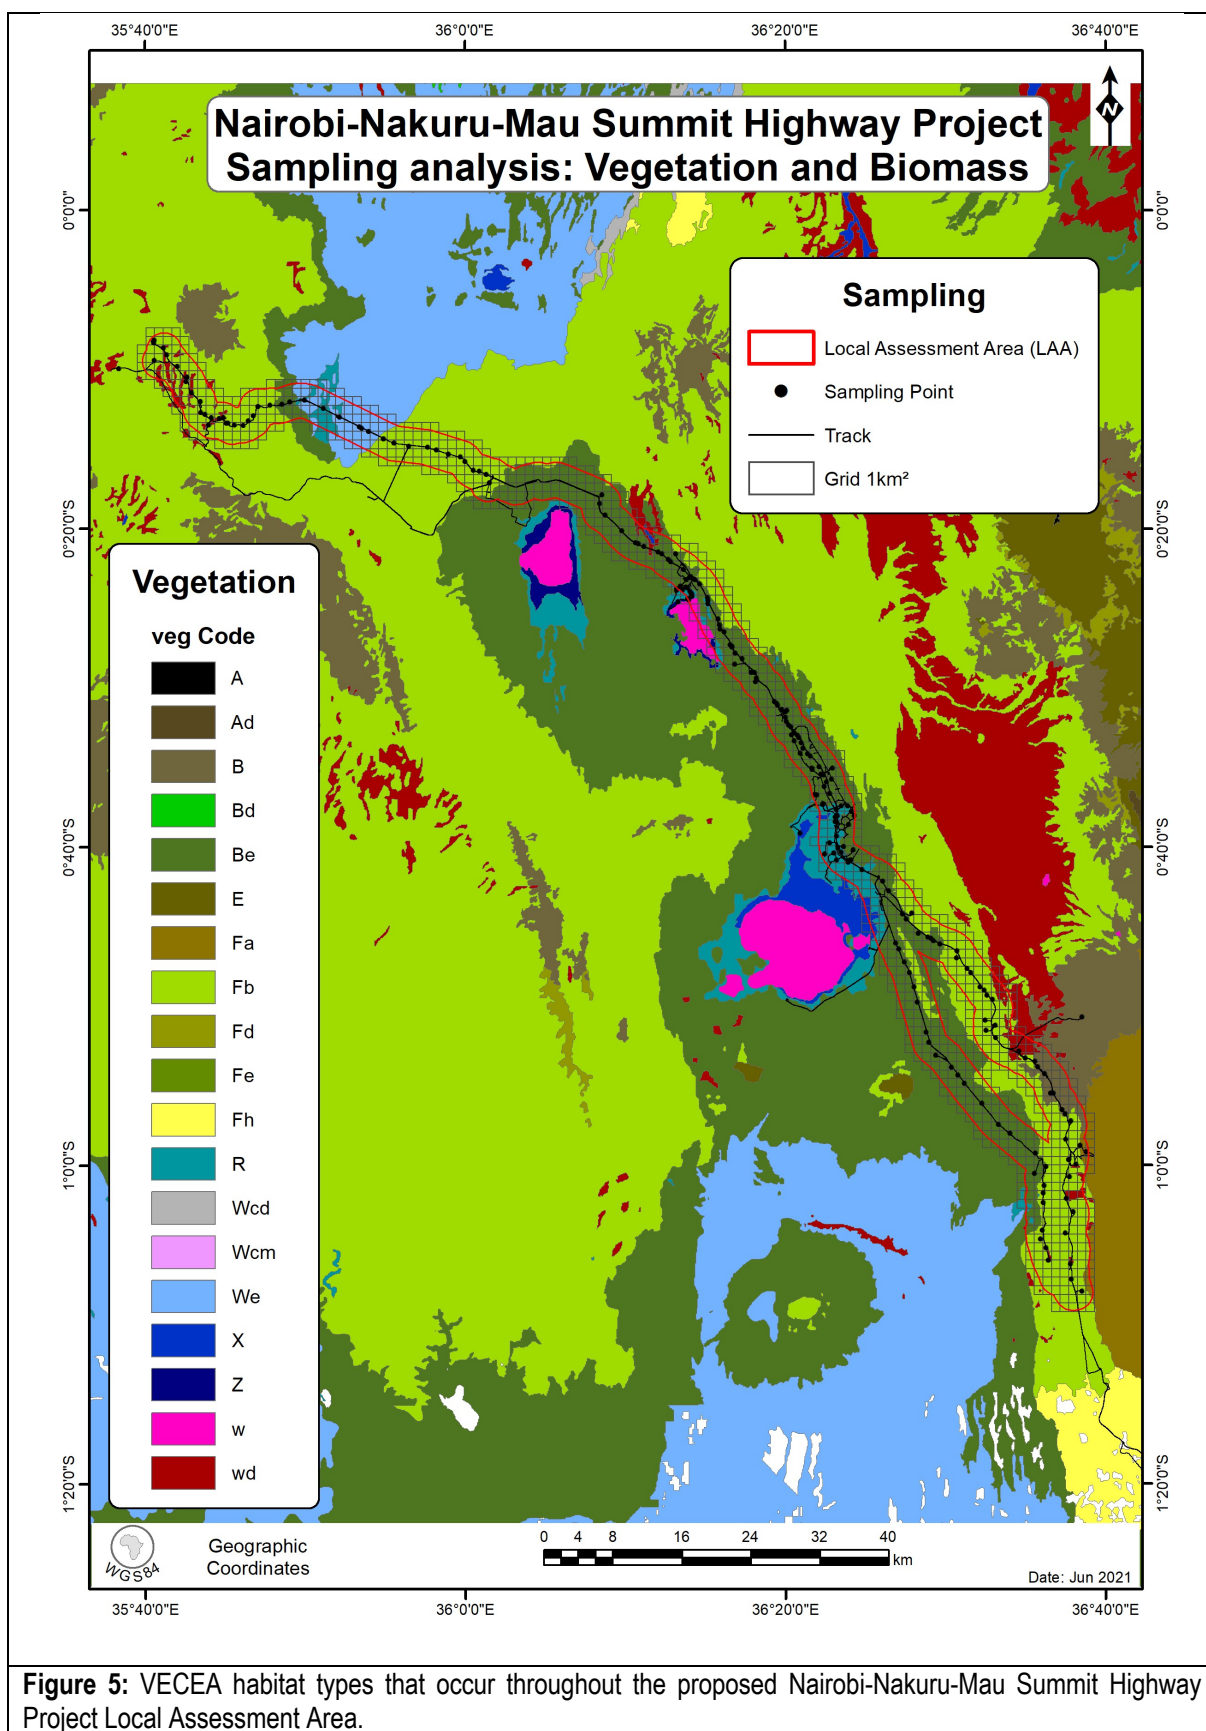 35°40'0"E 36°0'0"E 36°20'0"E 36°40'0"E
Nairobi-Nakuru-Mau Summit Highway Project
Sampling analysis: Vegetation and Biomass
N
0°0'0" 0°0'0"
Sampling
Local Assessment Area (LAA)
Sampling Point
Track
Grid 1km²
0°20'0"S 0°20'0"S
Vegetation
veg Code
A
Ad
B
Bd
Be
E
Fa
Fb
Fd
Fe
Fh
R
Wcd
Wcm
We
X
Z
w
wd
0°40'0"S 0°40'0"S
1°0'0"S 1°0'0"S
1°20'0"S 1°20'0"S
WGS84
Geographic
Coordinates
0 4 8 16 24 32 40
km
Date: Jun 2021
35°40'0"E 36°0'0"E 36°20'0"E 36°40'0"E
Figure 5: VECEA habitat types that occur throughout the proposed Nairobi-Nakuru-Mau Summit Highway
Project Local Assessment Area.